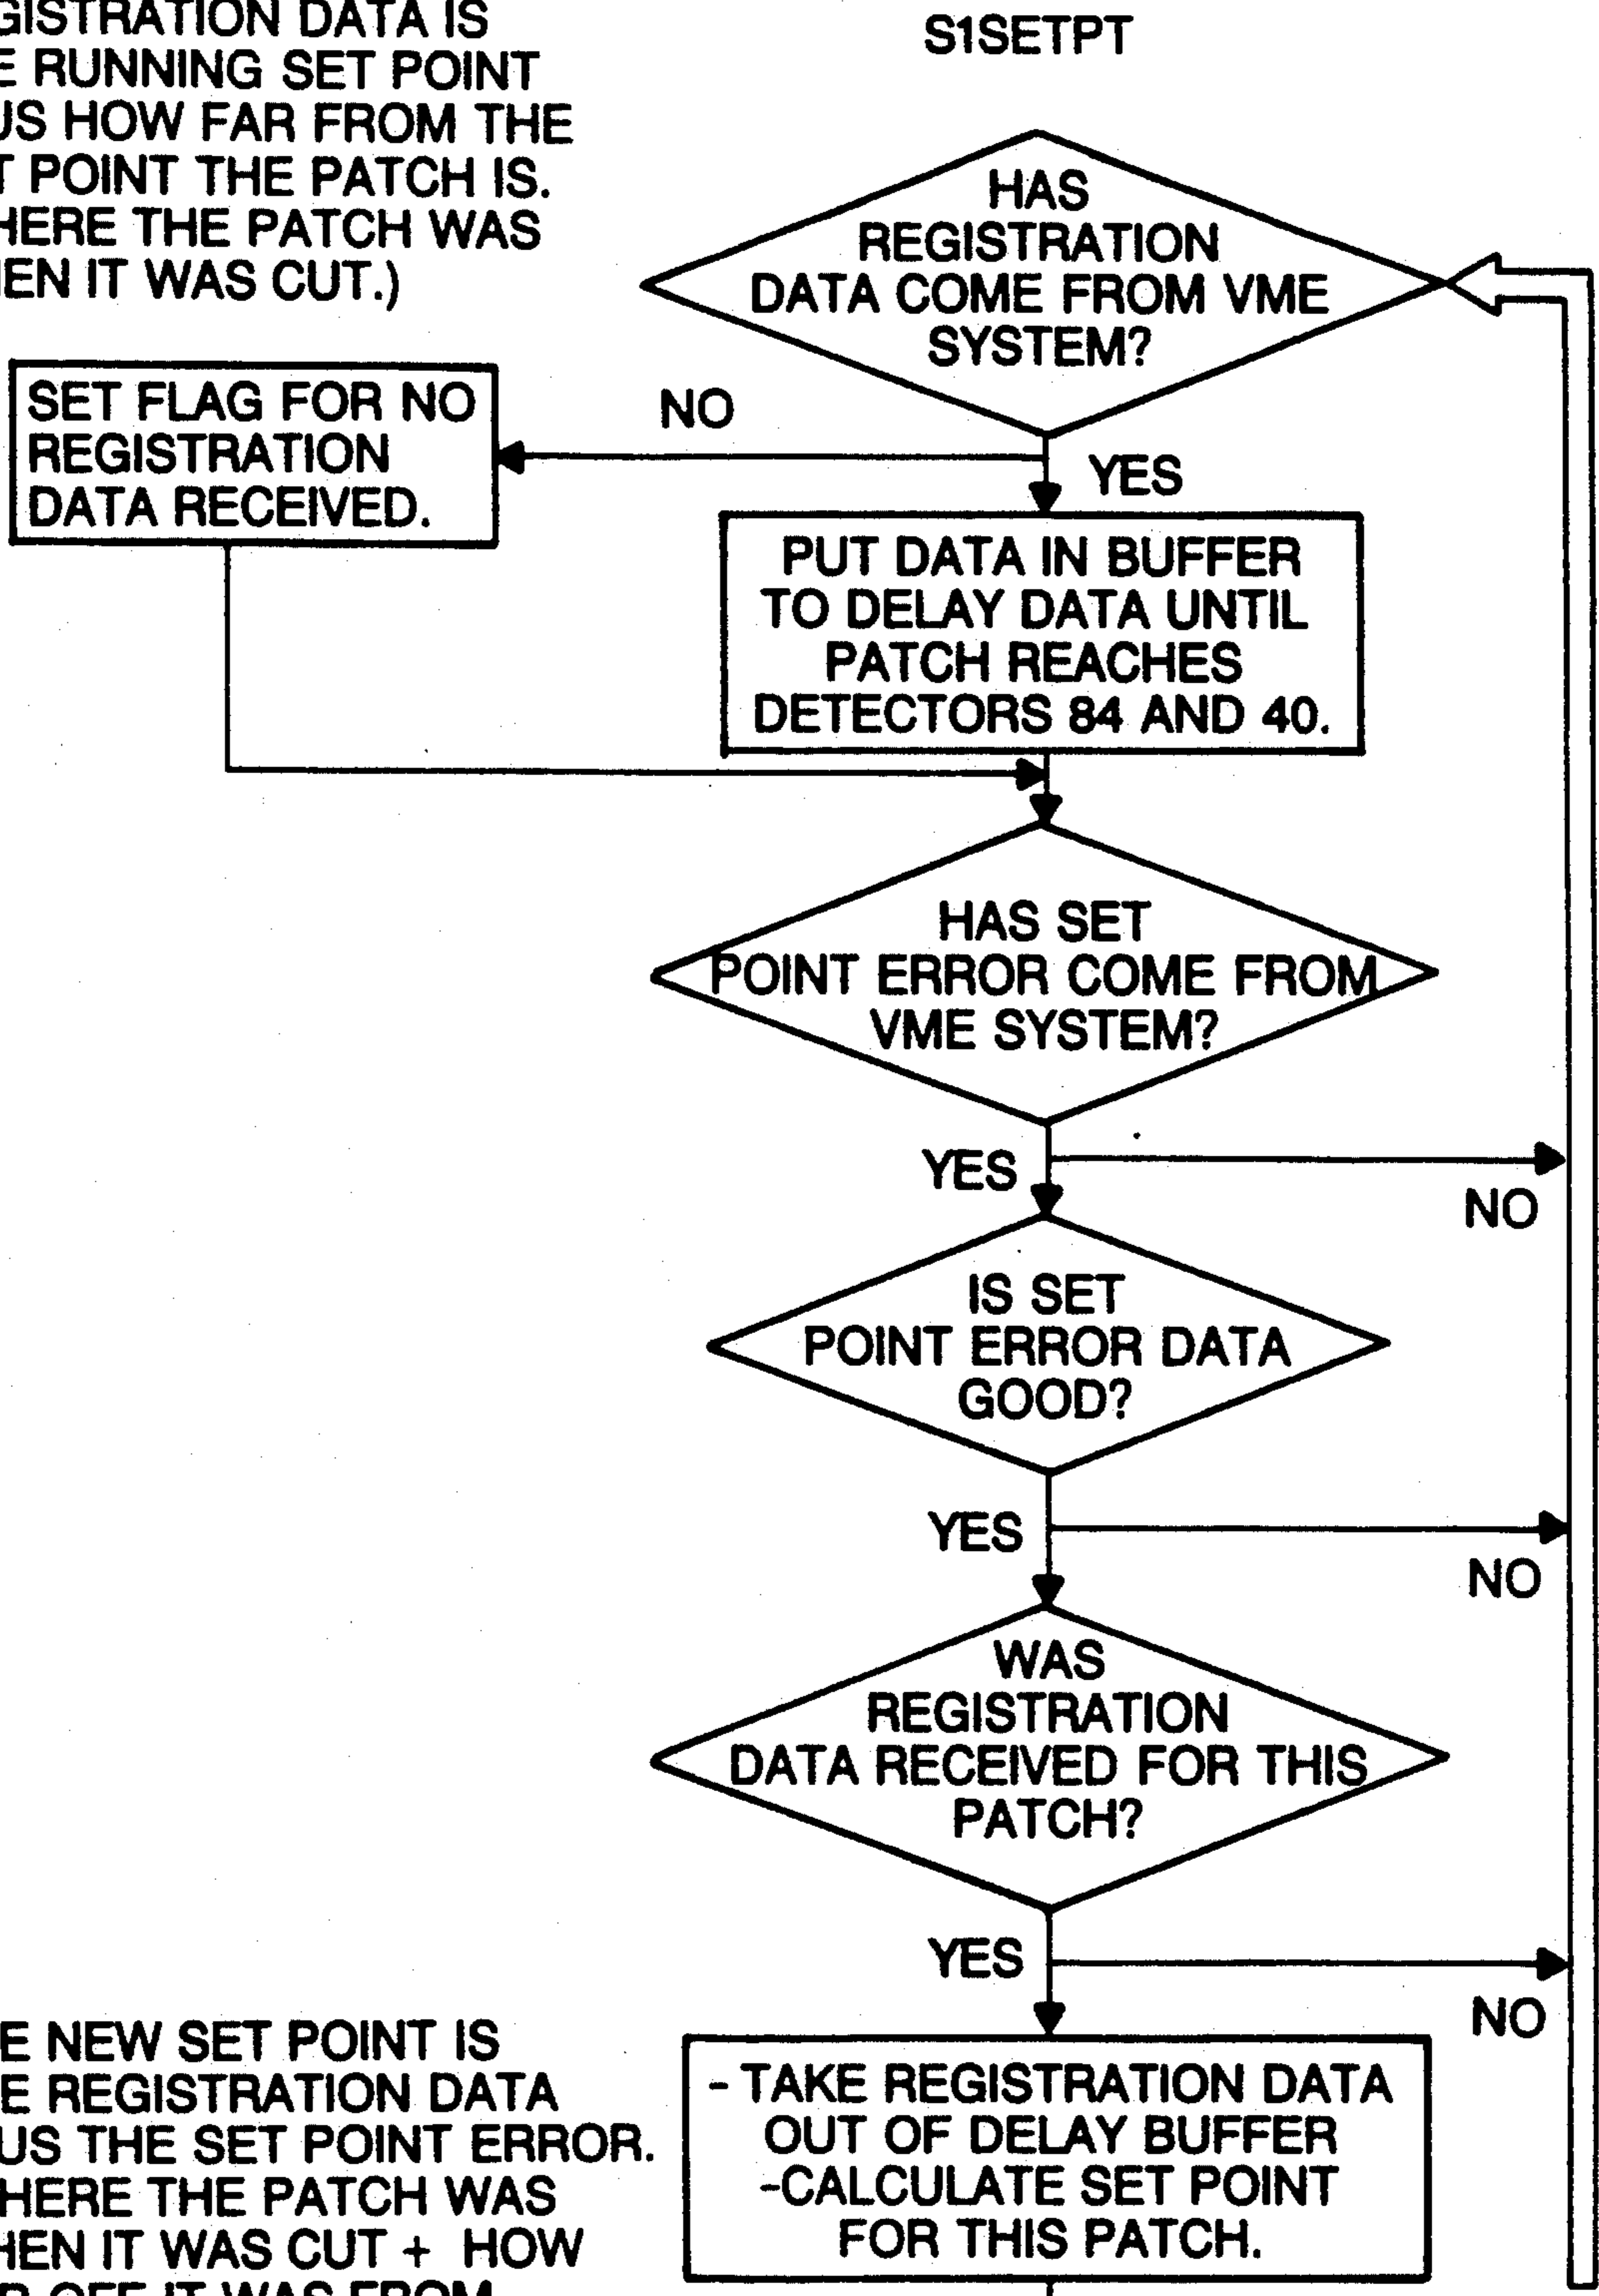 GISTRATION DATA IS
E RUNNING SET POINT
US HOW FAR FROM THE
T POINT THE PATCH IS.
HERE THE PATCH WAS
EN IT WAS CUT.)
S1SETPT
HAS
REGISTRATION
DATA COME FROM VME
SYSTEM?
NO
YES
SET FLAG FOR NO
REGISTRATION
DATA RECEIVED.
PUT DATA IN BUFFER
TO DELAY DATA UNTIL
PATCH REACHES
DETECTORS 84 AND 40.
HAS SET
POINT ERROR COME FROM
VME SYSTEM?
YES
NO
IS SET
POINT ERROR DATA
GOOD?
YES
NO
WAS
REGISTRATION
DATA RECEIVED FOR THIS
PATCH?
YES
NO
- TAKE REGISTRATION DATA
OUT OF DELAY BUFFER
-CALCULATE SET POINT
FOR THIS PATCH.
E NEW SET POINT IS
E REGISTRATION DATA
US THE SET POINT ERROR.
HERE THE PATCH WAS
HEN IT WAS CUT + HOW
R OFF IT WAS FROM